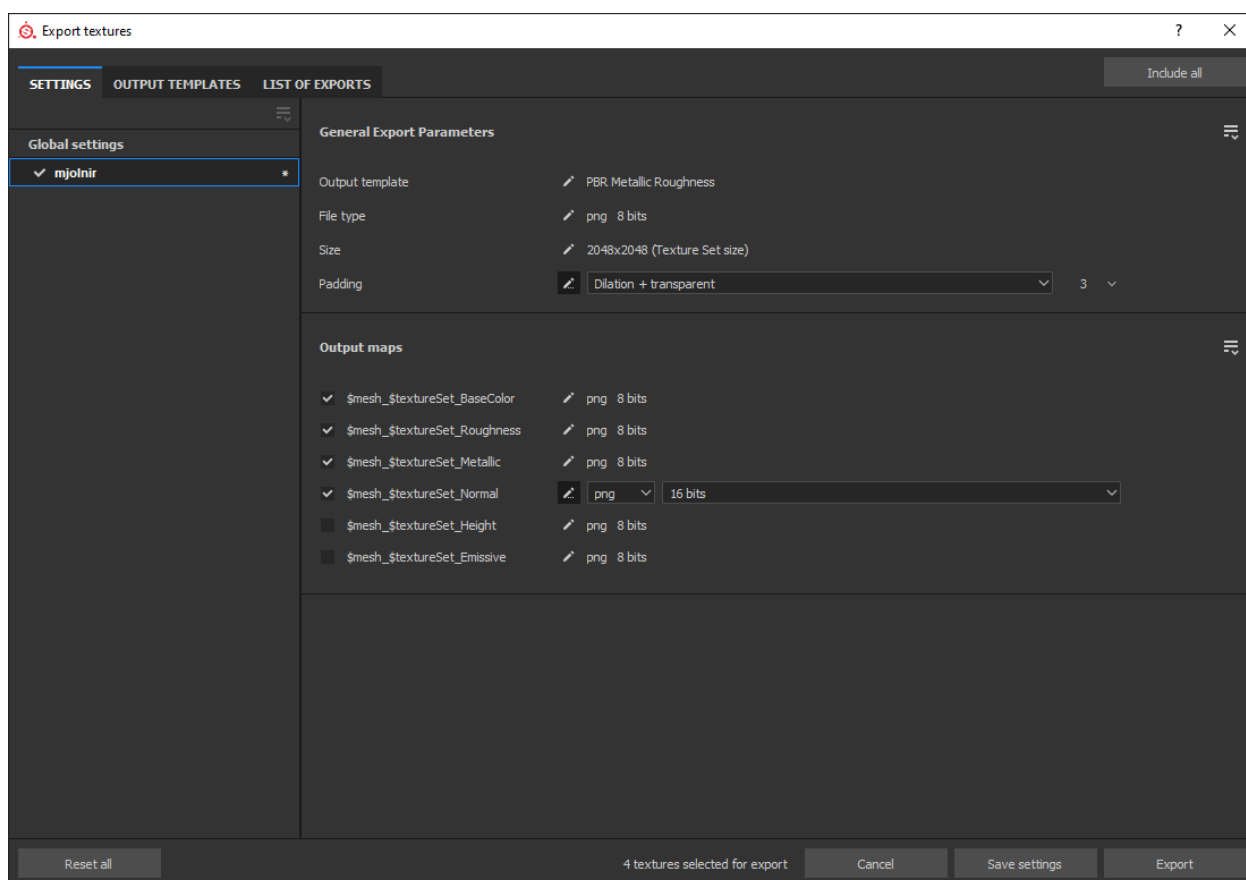 Export textures
?
SETTINGS OUTPUT TEMPLATES LIST OF EXPORTS
Include all
Global settings
mjolnir *
General Export Parameters
Output template PBR Metallic Roughness
File type png 8 bits
Size 2048x2048 (Texture Set size)
Padding Dilation + transparent 3
Output maps
$mesh_$textureSet_BaseColor png 8 bits
$mesh_$textureSet_Roughness png 8 bits
$mesh_$textureSet_Metallic png 8 bits
$mesh_$textureSet_Normal png 16 bits
$mesh_$textureSet_Height png 8 bits
$mesh_$textureSet_Emissive png 8 bits
Reset all 4 textures selected for export Cancel Save settings Export